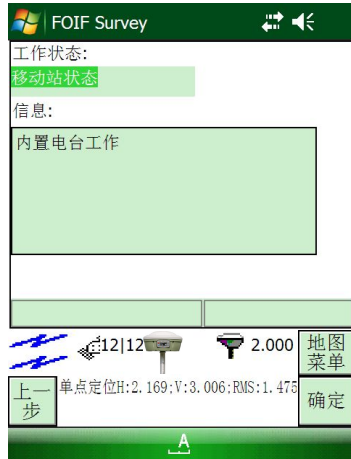 FOIF Survey
工作状态:
移动站状态
信息:
内置电台工作
12|12
2.000
地图
菜单
上一
步
单点定位H:2.169;V:3.006;RMS:1.475
确定
A